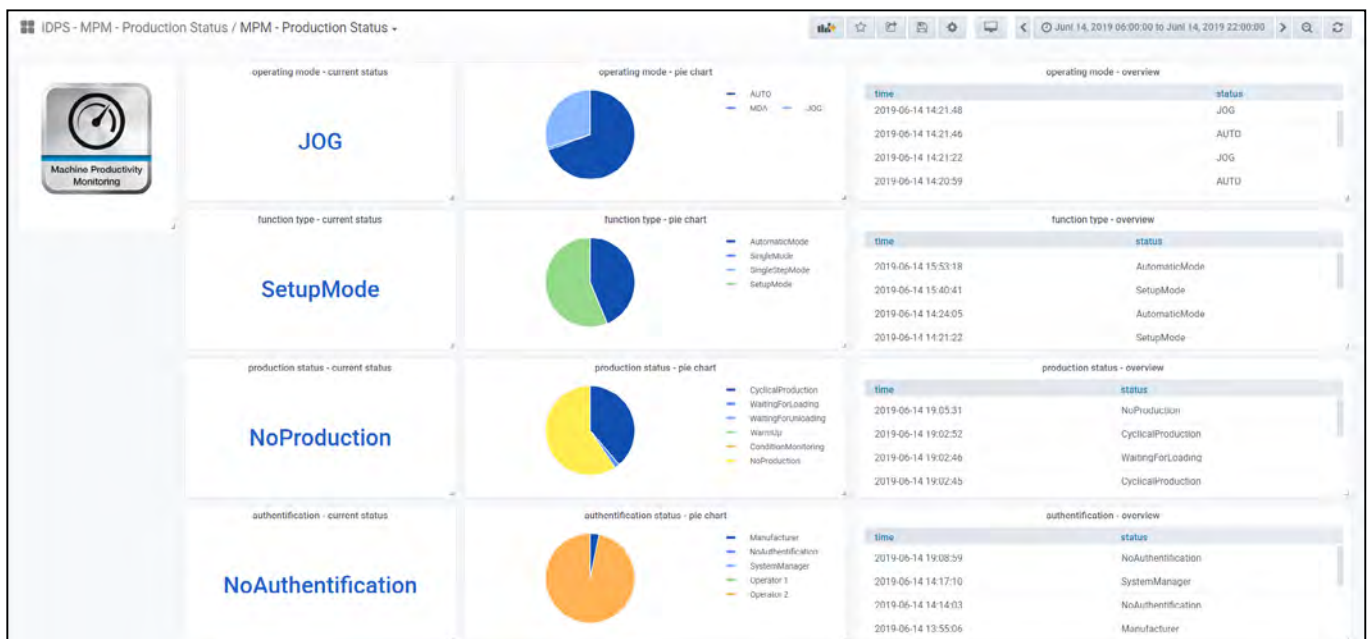 iDPS - MPM - Production Status / MPM - Production Status
Juni 14, 2019 06:00:00 to Juni 14, 2019 22:00:00
Machine Productivity
Monitoring
operating mode - current status
JOG
operating mode - pie chart
AUTO
MDA JOG
operating mode - overview
time status
2019-06-14 14:21:48 JOG
2019-06-14 14:21:46 AUTO
2019-06-14 14:21:22 JOG
2019-06-14 14:20:59 AUTO
function type - current status
SetupMode
function type - pie chart
AutomaticMode
SingleMode
SingleStepMode
SetupMode
function type - overview
time status
2019-06-14 15:53:18 AutomaticMode
2019-06-14 15:40:41 SetupMode
2019-06-14 14:24:05 AutomaticMode
2019-06-14 14:21:22 SetupMode
production status - current status
NoProduction
production status - pie chart
CyclicalProduction
WaitingForLoading
WaitingForUnloading
WarmUp
ConditionMonitoring
NoProduction
production status - overview
time status
2019-06-14 19:05:31 NoProduction
2019-06-14 19:02:52 CyclicalProduction
2019-06-14 19:02:46 WaitingForLoading
2019-06-14 19:02:45 CyclicalProduction
authentification - current status
NoAuthentification
authentification status - pie chart
Manufacturer
NoAuthentification
SystemManager
Operator 1
Operator 2
authentification - overview
time status
2019-06-14 19:08:59 NoAuthentification
2019-06-14 14:17:10 SystemManager
2019-06-14 14:14:03 NoAuthentification
2019-06-14 13:55:06 Manufacturer